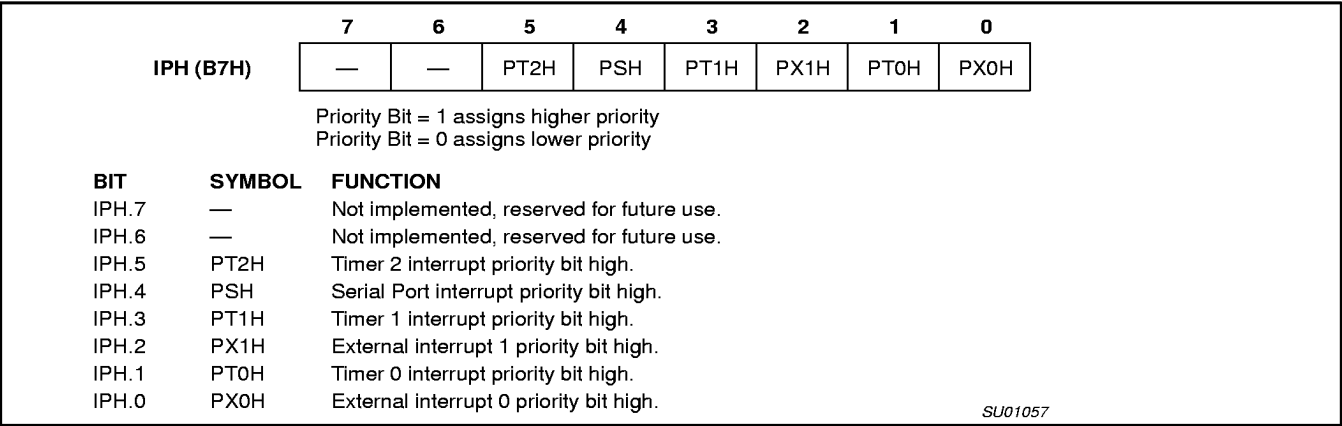 7 6 5 4 3 2 1 0
IPH (B7H) — — PT2H PSH PT1H PX1H PT0H PX0H
Priority Bit = 1 assigns higher priority
Priority Bit = 0 assigns lower priority
BIT SYMBOL FUNCTION
IPH.7 — Not implemented, reserved for future use.
IPH.6 — Not implemented, reserved for future use.
IPH.5 PT2H Timer 2 interrupt priority bit high.
IPH.4 PSH Serial Port interrupt priority bit high.
IPH.3 PT1H Timer 1 interrupt priority bit high.
IPH.2 PX1H External interrupt 1 priority bit high.
IPH.1 PT0H Timer 0 interrupt priority bit high.
IPH.0 PX0H External interrupt 0 priority bit high.
SU01057